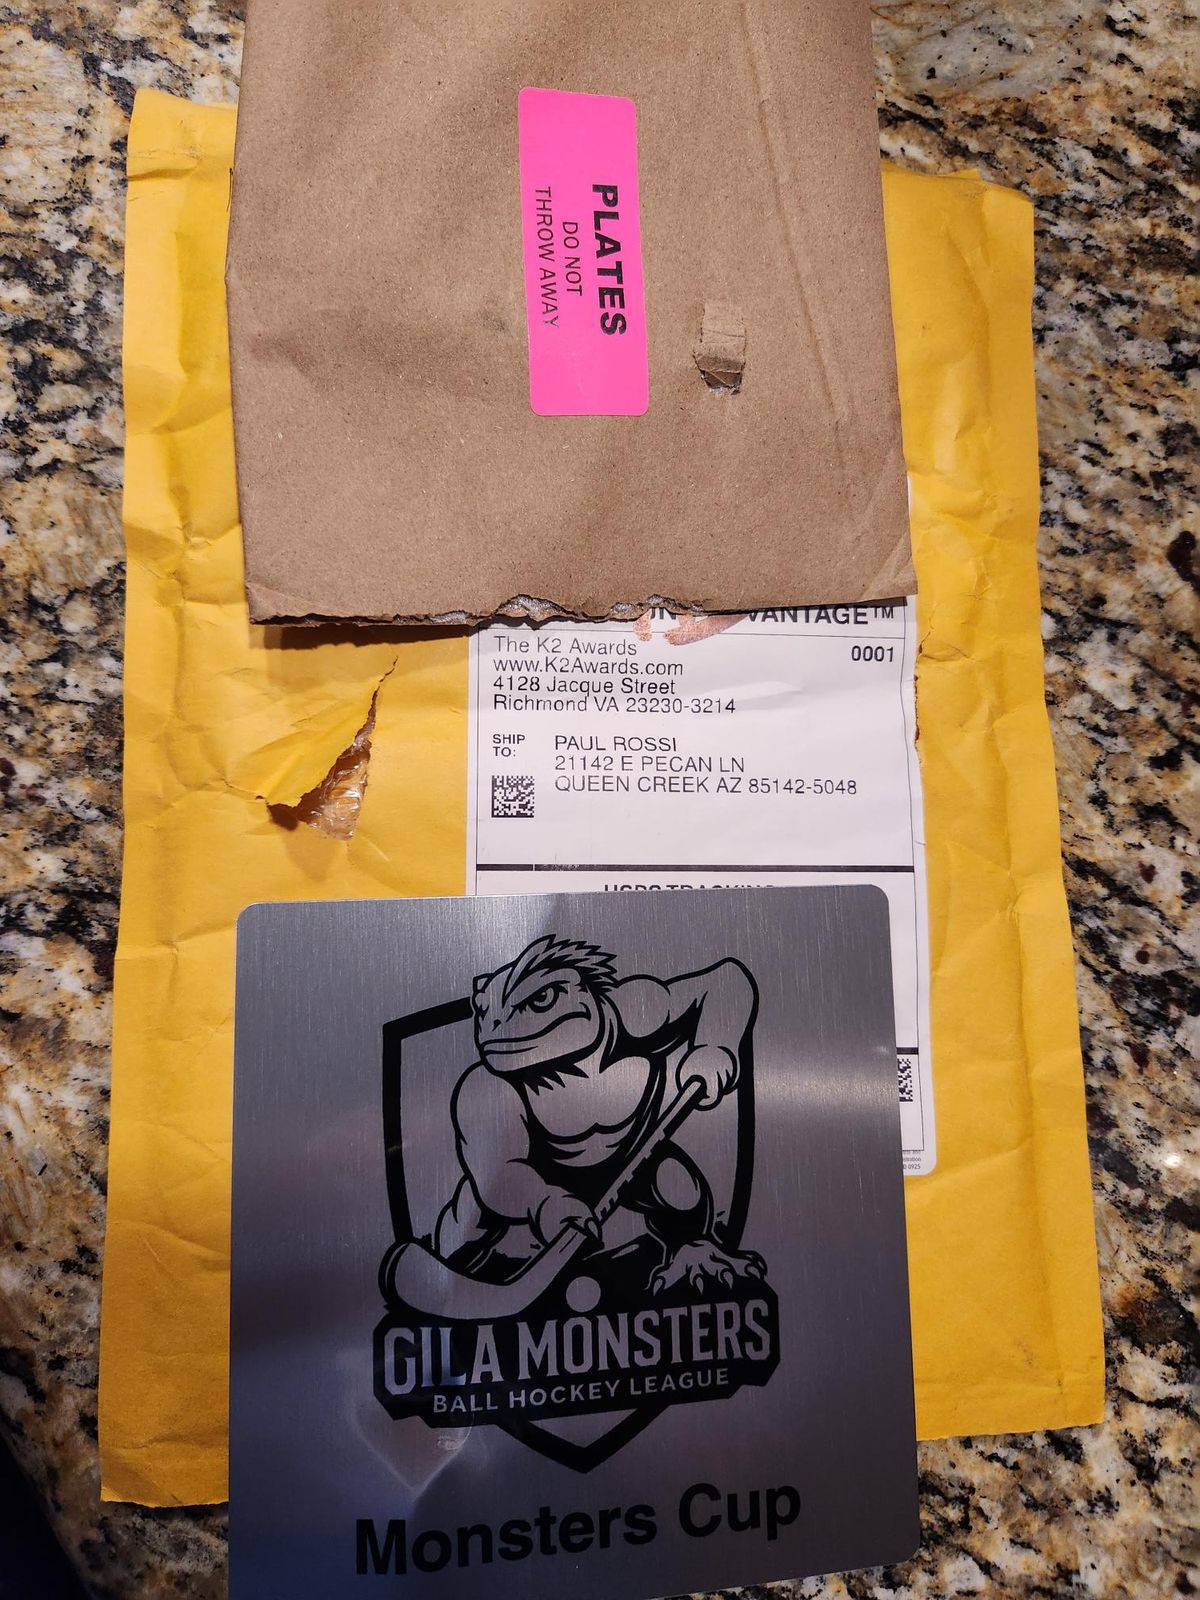 PLATES
DO NOT
THROW AWAY
VANTAGE™
The K2 Awards
0001
www.K2Awards.com
4128 Jacque Street
Richmond VA 23230-3214
SHIP
TO:
PAUL ROSSI
21142 E PECAN LN
QUEEN CREEK AZ 85142-5048
USPS TRACKING
GILA MONSTERS
BALL HOCKEY LEAGUE
Monsters Cup